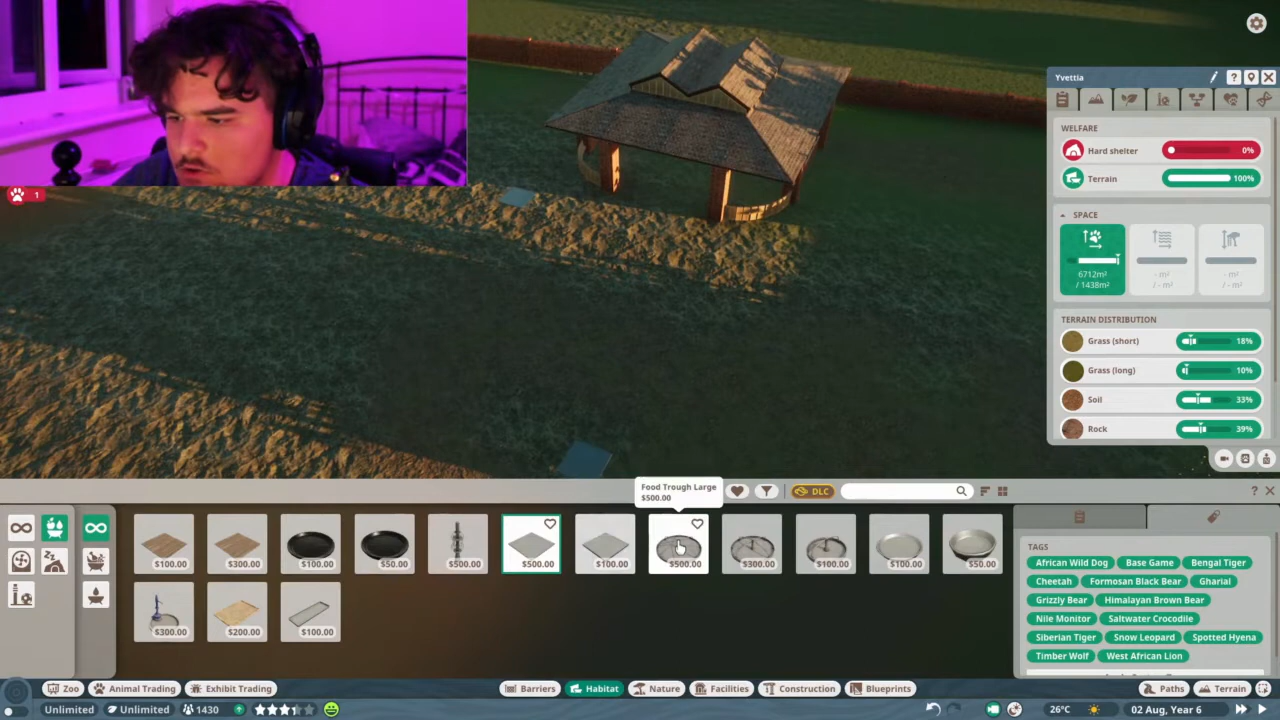 1
Yvettia
?
WELFARE
Hard shelter 0%
Terrain 100%
SPACE
6712m²
/ 1438m²
- m²
/ - m²
- m²
/ - m²
TERRAIN DISTRIBUTION
Grass (short) 18%
Grass (long) 10%
Soil 33%
Rock 39%
Food Trough Large
$500.00
DLC
?
$100.00 $300.00 $100.00 $50.00 $500.00 $500.00 $100.00 $500.00 $300.00 $100.00 $100.00 $50.00
$300.00 $200.00 $100.00
TAGS
African Wild Dog Base Game Bengal Tiger
Cheetah Formosan Black Bear Gharial
Grizzly Bear Himalayan Brown Bear
Nile Monitor Saltwater Crocodile
Siberian Tiger Snow Leopard Spotted Hyena
Timber Wolf West African Lion
Zoo Animal Trading Exhibit Trading Barriers Habitat Nature Facilities Construction Blueprints Paths Terrain
Unlimited Unlimited 1430 26°C 02 Aug, Year 6